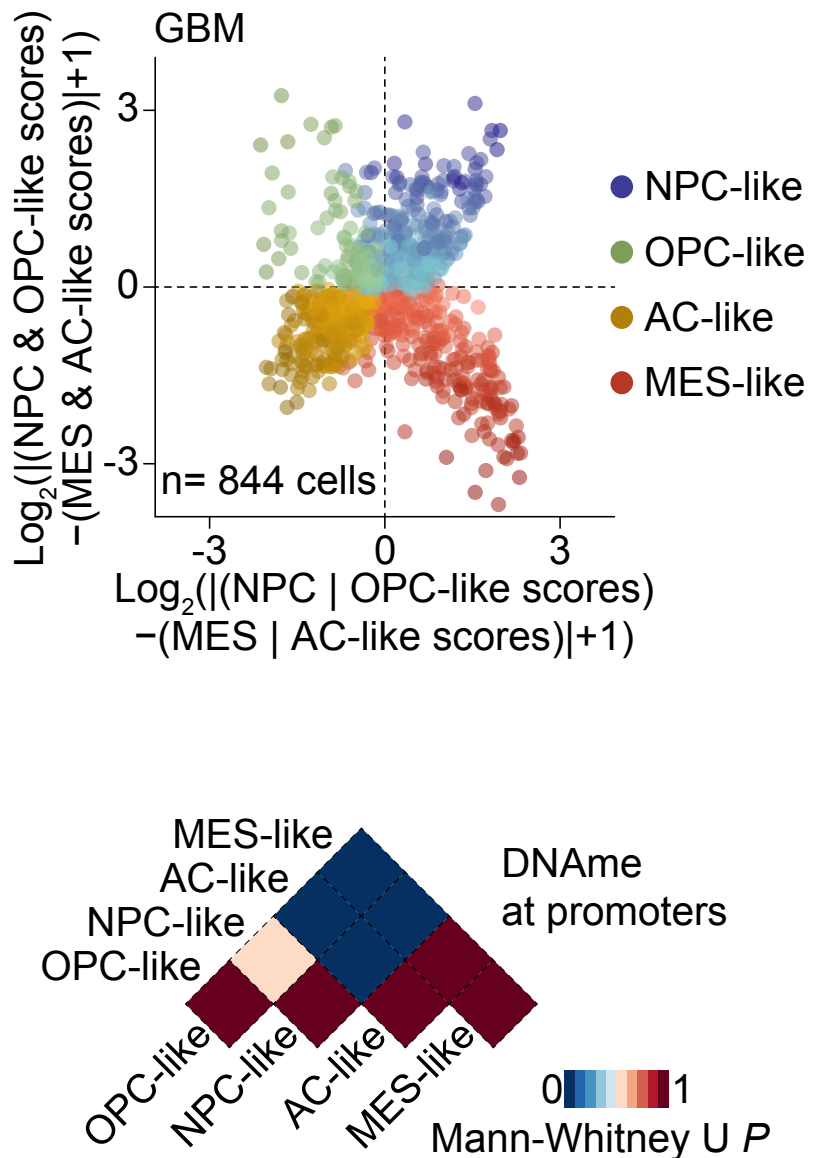 GBM
Log2(|(NPC & OPC-like scores)
−(MES & AC-like scores)|+1)
3
0
-3
n= 844 cells
-3
0
3
Log2(|(NPC | OPC-like scores)
−(MES | AC-like scores)|+1)
NPC-like
OPC-like
AC-like
MES-like
MES-like
AC-like
NPC-like
OPC-like
DNAme
at promoters
OPC-like
NPC-like
AC-like
MES-like
0
1
Mann-Whitney U P